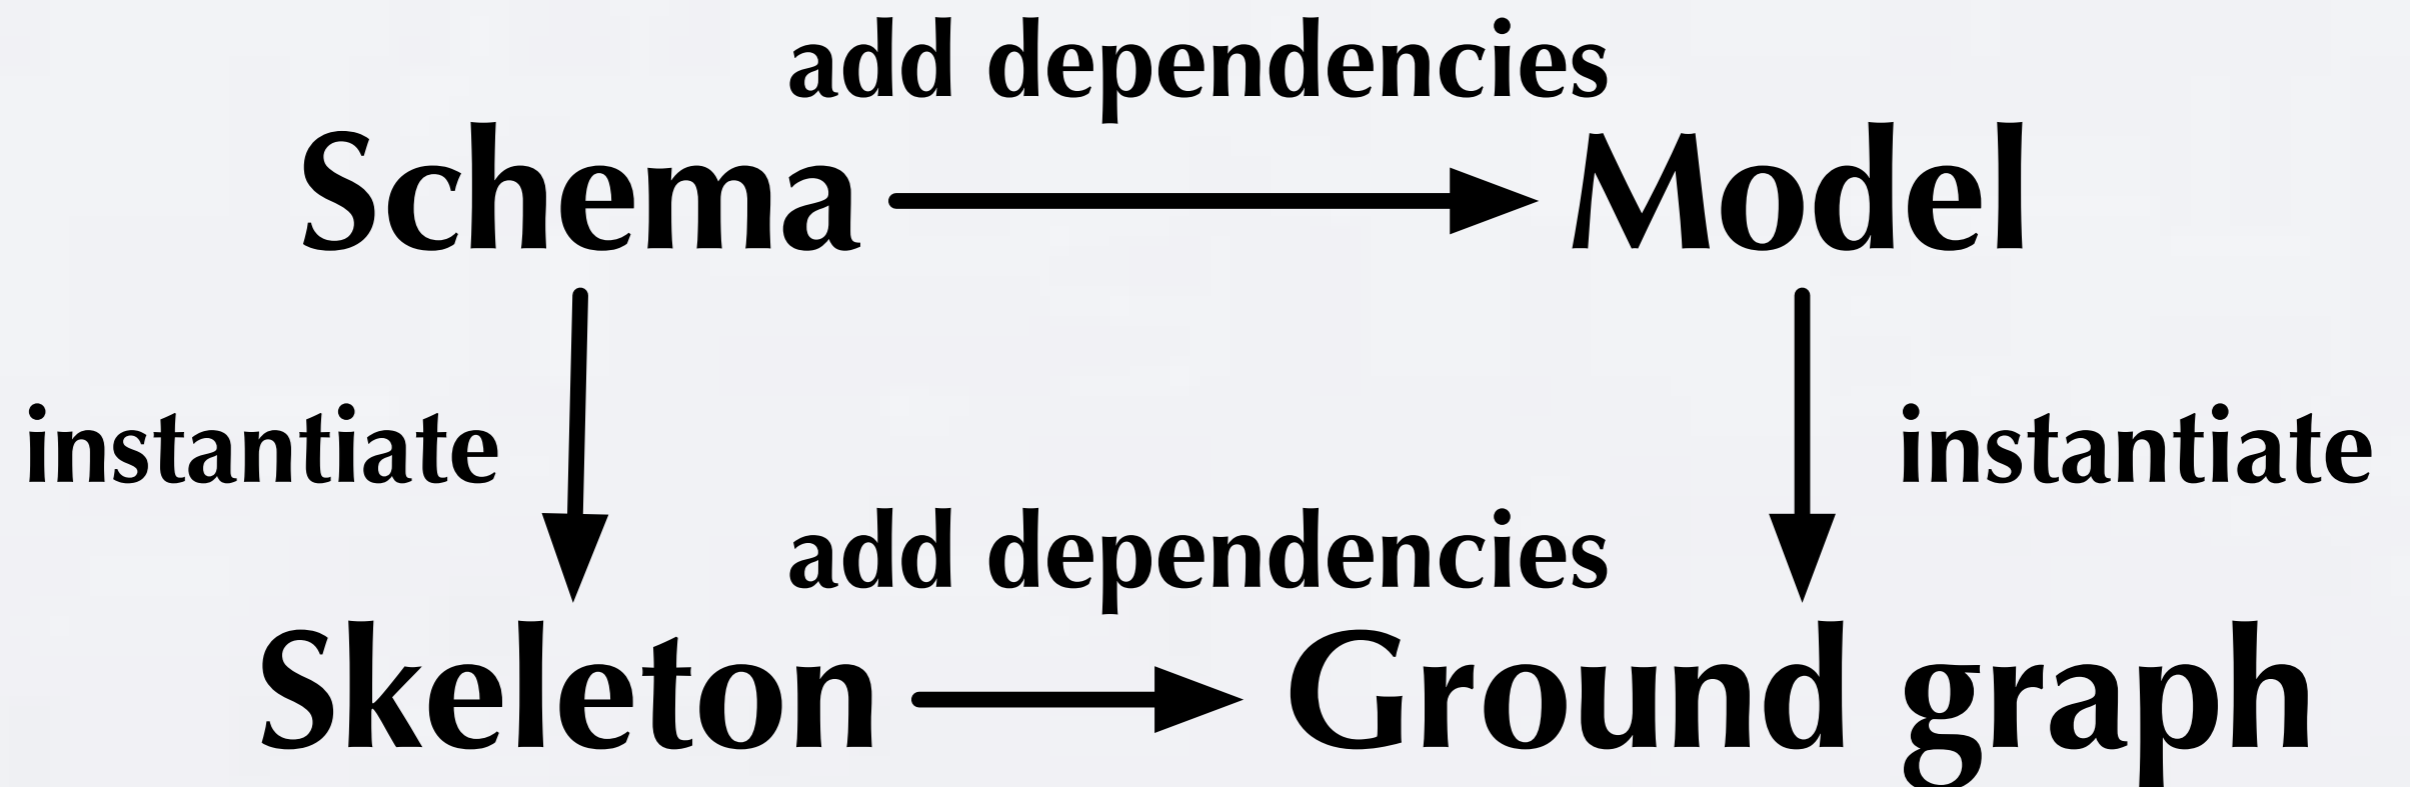 add dependencies
Schema Model
instantiate instantiate
add dependencies
Skeleton Ground graph